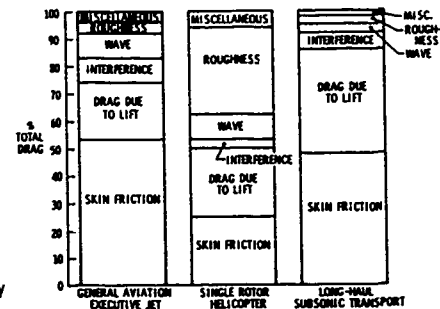 %
TOTAL
DRAG
100
90
80
70
60
50
40
30
20
10
0
MISCELLANEOUS
ROUGHNESS
WAVE
INTERFERENCE
DRAG DUE
TO LIFT
SKIN FRICTION
GENERAL AVIATION
EXECUTIVE JET
MISCELLANEOUS
ROUGHNESS
WAVE
INTERFERENCE
DRAG DUE
TO LIFT
SKIN FRICTION
SINGLE ROTOR
HELICOPTER
MISC.
ROUGH-
NESS
WAVE
INTERFERENCE
DRAG DUE
TO LIFT
SKIN FRICTION
LONG-HAUL
SUBSONIC TRANSPORT